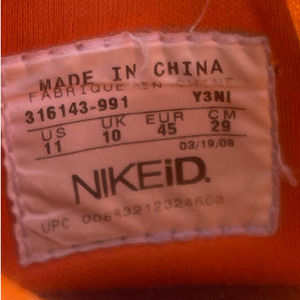 MADE IN CHINA
FABRIQUE EN CHINE
316143-991 Y3NI
US UK EUR CM
11 10 45 29
03/19/08
NIKEiD.
UPC